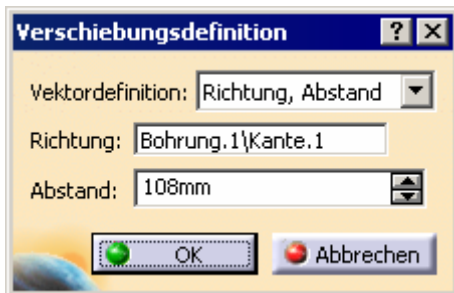 Verschiebungsdefinition ? X
Vektordefinition: Richtung, Abstand
Richtung: Bohrung.1\Kante.1
Abstand: 108mm
OK Abbrechen